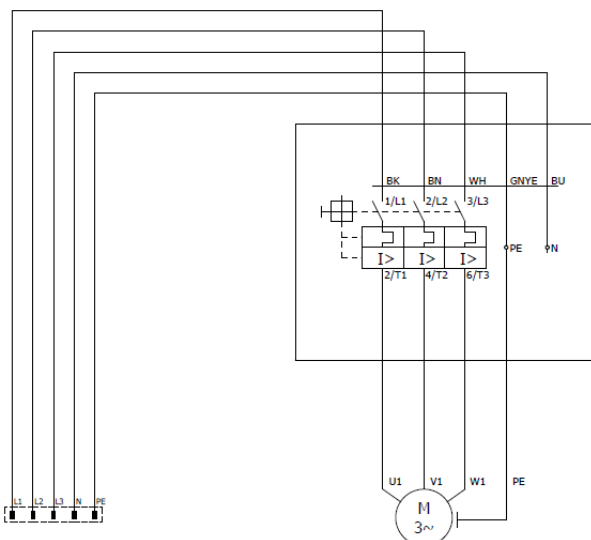 BK BN WH GNYE BU
1/L1 2/L2 3/L3
I> I> I>
PE N
2/T1 4/T2 6/T3
U1 V1 W1 PE
L1 L2 L3 N PE
M
3~